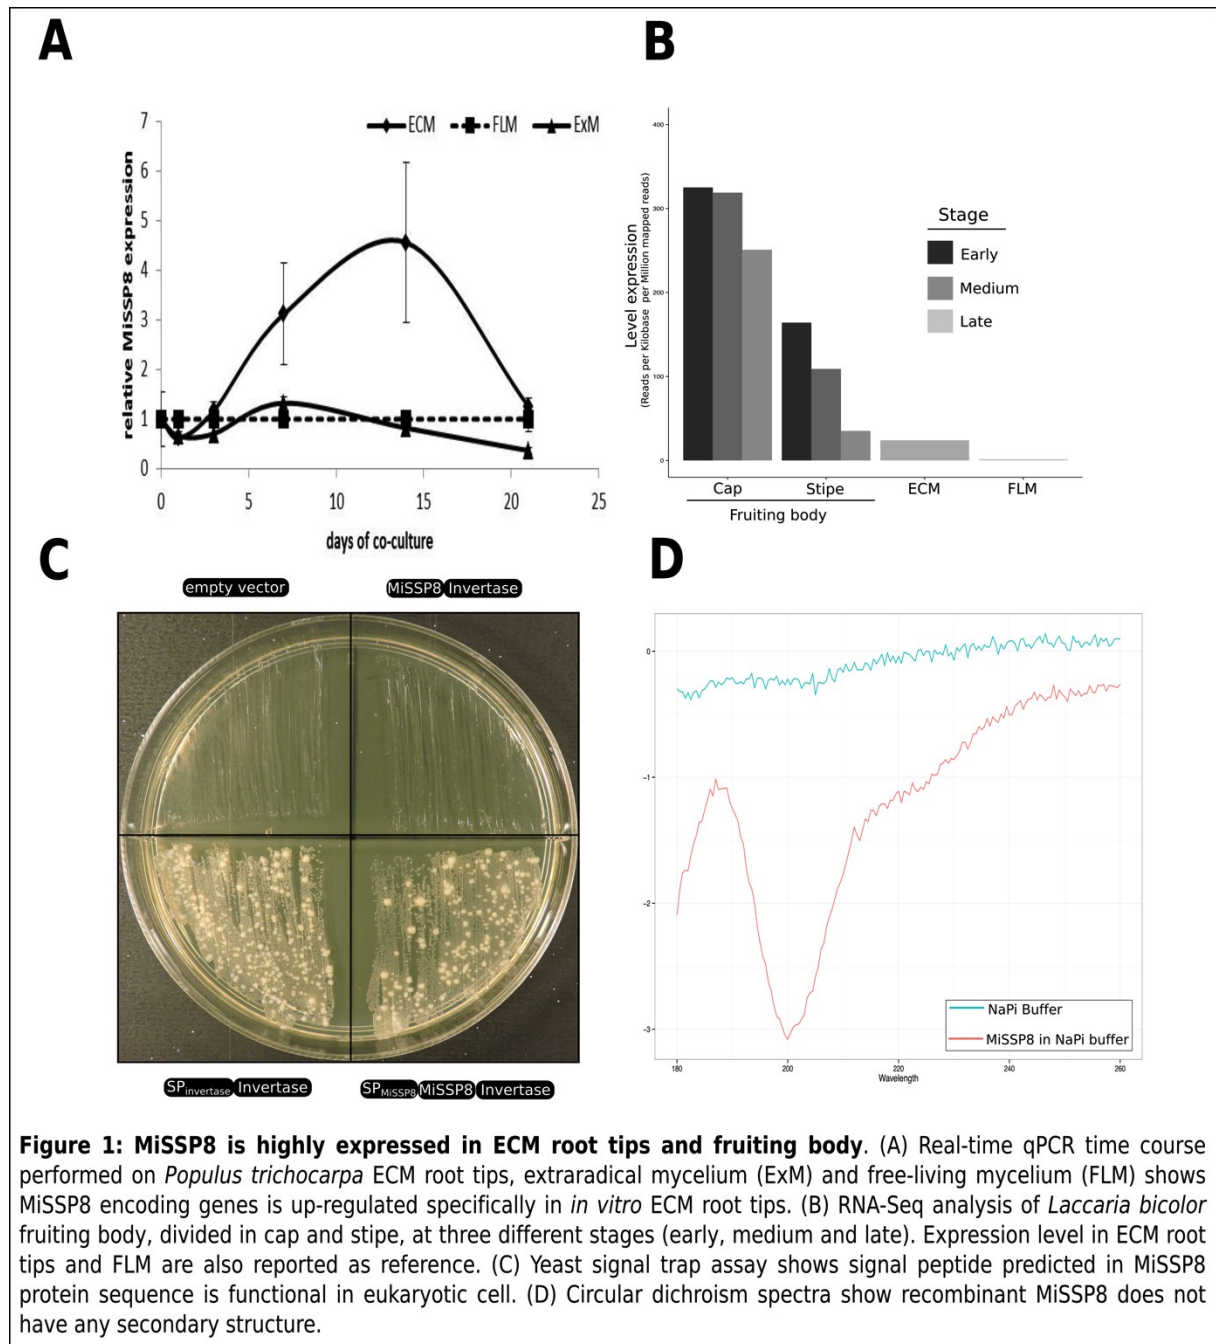 A
7
6
5
4
3
2
1
0
relative MiSSP8 expression
ECM FLM ExM
0 5 10 15 20 25
days of co-culture
B
400
300
200
100
0
Level expression
(Reads per Kilobase per Million mapped reads)
Stage
Early
Medium
Late
Cap Stipe ECM FLM
Fruiting body
C
empty vector MiSSP8 Invertase
SPinvertase Invertase SPMiSSP8 MiSSP8 Invertase
D
0
-1
-2
-3
NaPi Buffer
MiSSP8 in NaPi buffer
180 200 220 240 260
Wavelength
Figure 1: MiSSP8 is highly expressed in ECM root tips and fruiting body. (A) Real-time qPCR time course
performed on Populus trichocarpa ECM root tips, extraradical mycelium (ExM) and free-living mycelium (FLM) shows
MiSSP8 encoding genes is up-regulated specifically in in vitro ECM root tips. (B) RNA-Seq analysis of Laccaria bicolor
fruiting body, divided in cap and stipe, at three different stages (early, medium and late). Expression level in ECM root
tips and FLM are also reported as reference. (C) Yeast signal trap assay shows signal peptide predicted in MiSSP8
protein sequence is functional in eukaryotic cell. (D) Circular dichroism spectra show recombinant MiSSP8 does not
have any secondary structure.